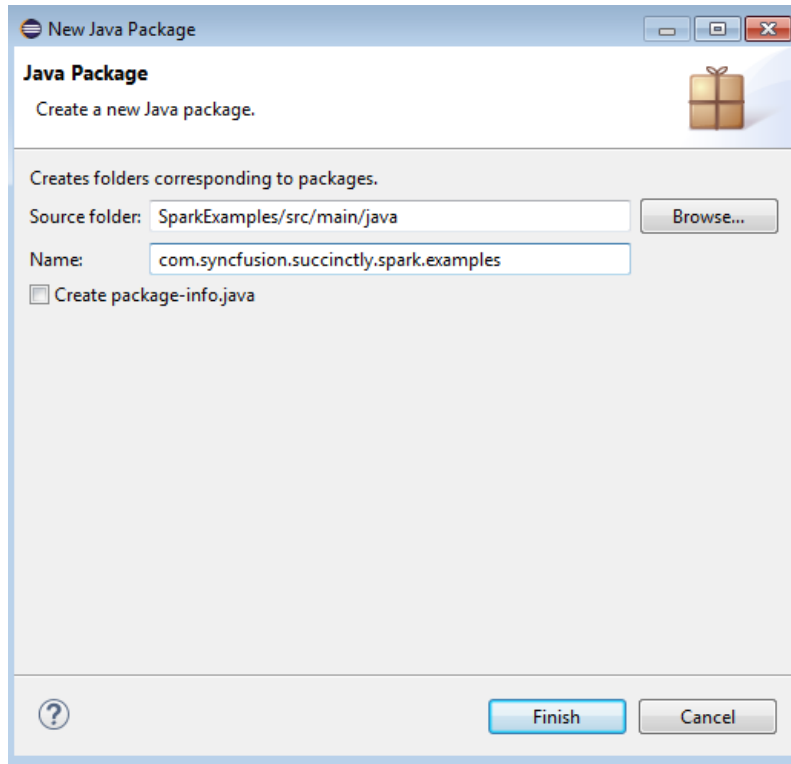 New Java Package
Java Package
Create a new Java package.
Creates folders corresponding to packages.
Source folder: SparkExamples/src/main/java Browse...
Name: com.syncfusion.succinctly.spark.examples
Create package-info.java
? Finish Cancel